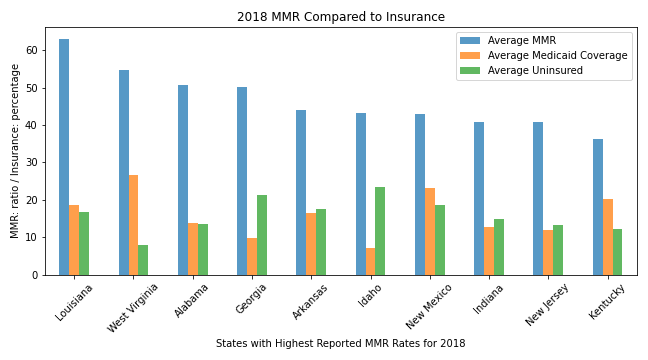 2018 MMR Compared to Insurance
Average MMR
Average Medicaid Coverage
Average Uninsured
MMR: ratio / Insurance: percentage
60
50
40
30
20
10
0
Louisiana
West Virginia
Alabama
Georgia
Arkansas
Idaho
New Mexico
Indiana
New Jersey
Kentucky
States with Highest Reported MMR Rates for 2018